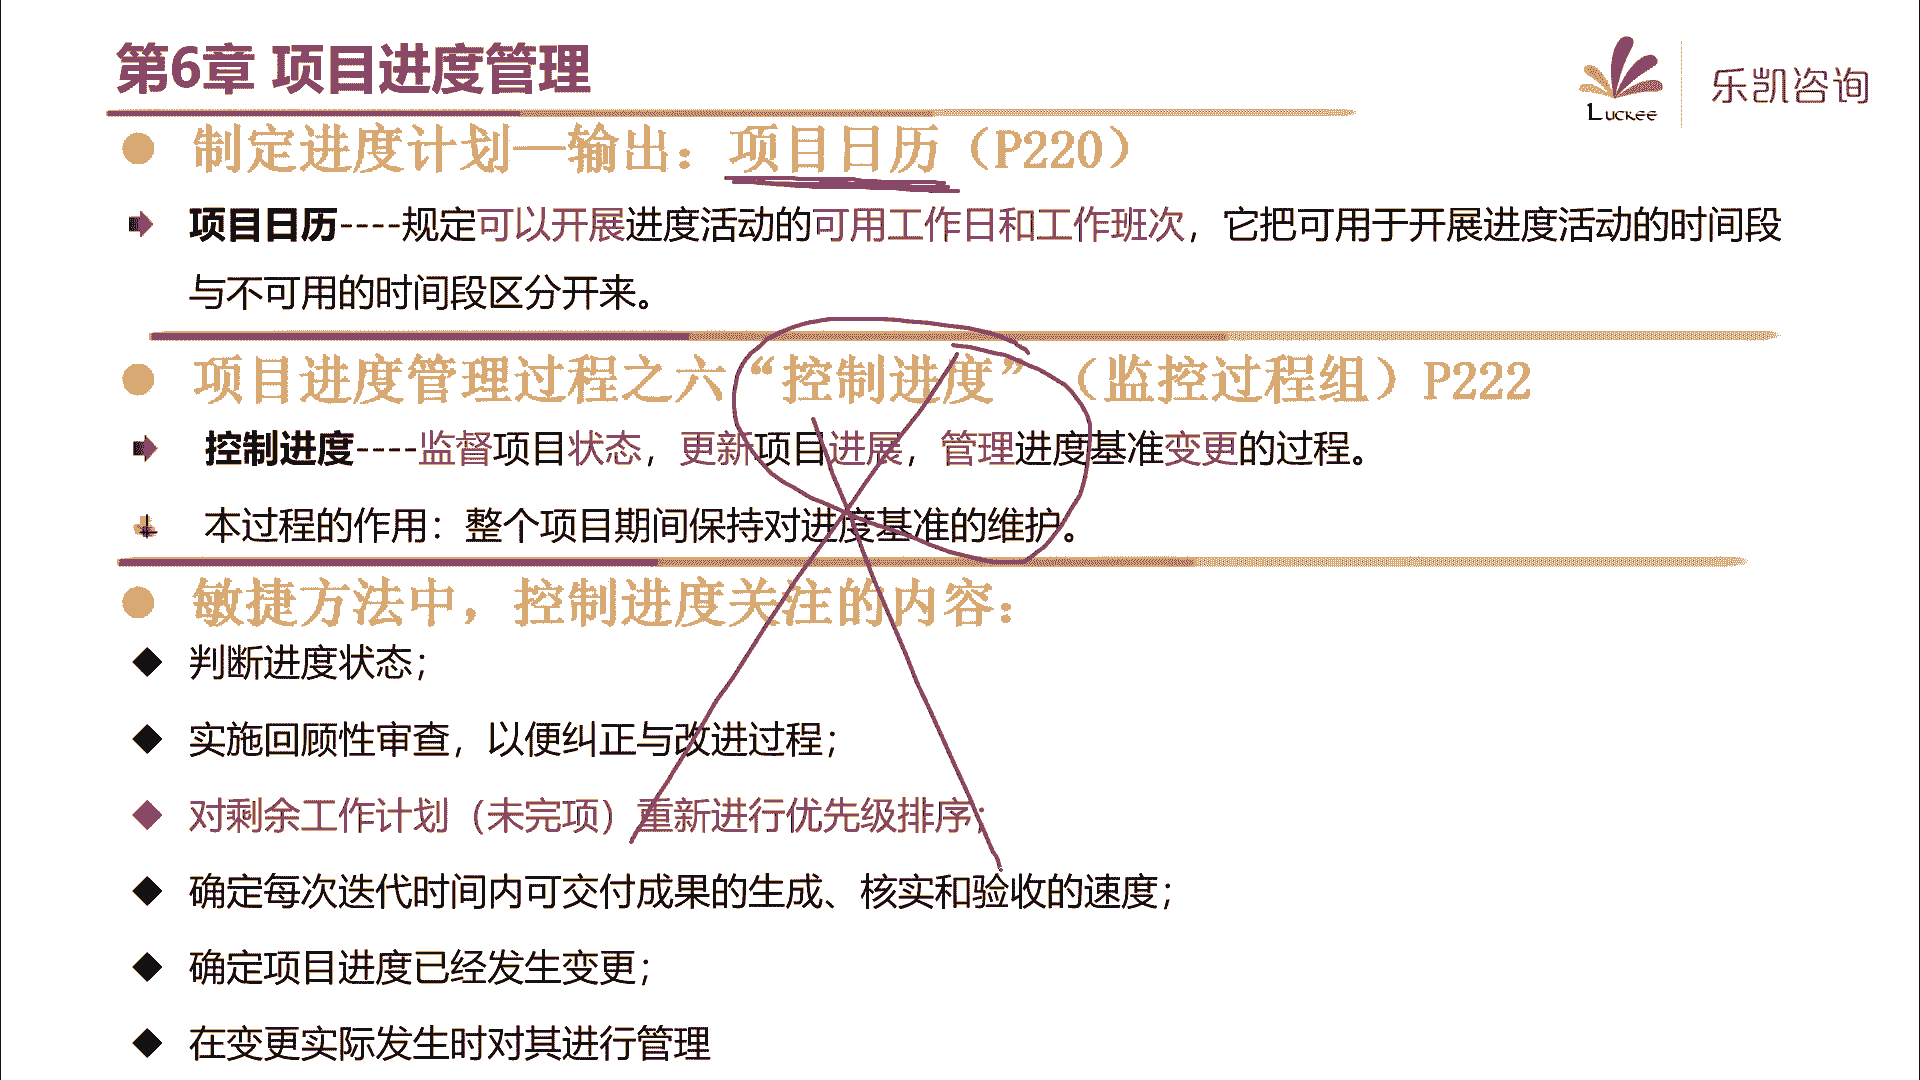 第6章 项目进度管理
Luckee
乐凯咨询
制定进度计划—输出：项目日历（P220）
项目日历----规定可以开展进度活动的可用工作日和工作班次，它把可用于开展进度活动的时间段
与不可用的时间段区分开来。
项目进度管理过程之六“控制进度”（监控过程组）P222
控制进度----监督项目状态，更新项目进展，管理进度基准变更的过程。
本过程的作用：整个项目期间保持对进度基准的维护。
敏捷方法中，控制进度关注的内容：
判断进度状态；
实施回顾性审查，以便纠正与改进过程；
对剩余工作计划（未完项）重新进行优先级排序；
确定每次迭代时间内可交付成果的生成、核实和验收的速度；
确定项目进度已经发生变更；
在变更实际发生时对其进行管理